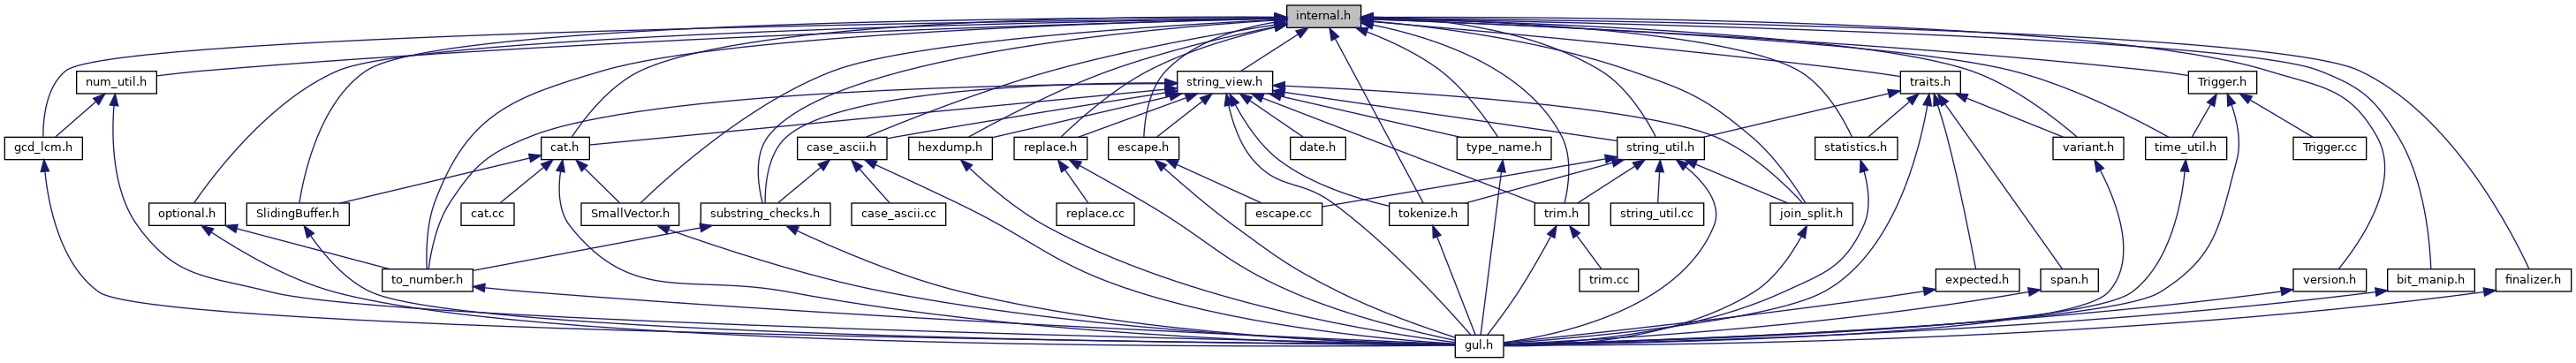 internal.h
num_util.h
string_view.h
traits.h
Trigger.h
gcd_lcm.h
cat.h
case_ascii.h
hexdump.h
replace.h
escape.h
date.h
type_name.h
string_util.h
statistics.h
variant.h
time_util.h
Trigger.cc
optional.h
SlidingBuffer.h
cat.cc
SmallVector.h
substring_checks.h
case_ascii.cc
replace.cc
escape.cc
tokenize.h
trim.h
string_util.cc
join_split.h
to_number.h
trim.cc
expected.h
span.h
version.h
bit_manip.h
finalizer.h
gul.h